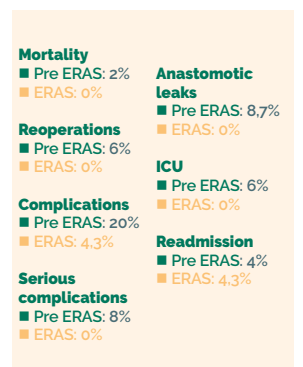 Mortality
Pre ERAS: 2%
ERAS: 0%
Reoperations
Pre ERAS: 6%
ERAS: 0%
Complications
Pre ERAS: 20%
ERAS: 4,3%
Serious
complications
Pre ERAS: 8%
ERAS: 0%
Anastomotic
leaks
Pre ERAS: 8,7%
ERAS: 0%
ICU
Pre ERAS: 6%
ERAS: 0%
Readmission
Pre ERAS: 4%
ERAS: 4,3%